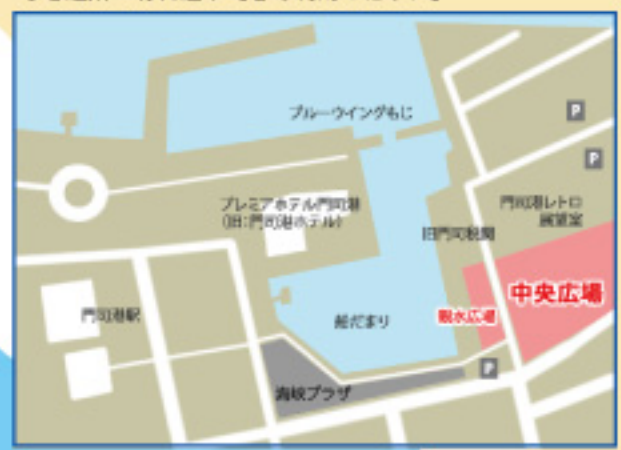 ブルーウイングもじ
P
P
プレミアホテル門司港
(旧:門司港ホテル)
門司港レトロ
展望室
旧門司税関
中央広場
親水広場
門司港駅
船だまり
P
海峡プラザ